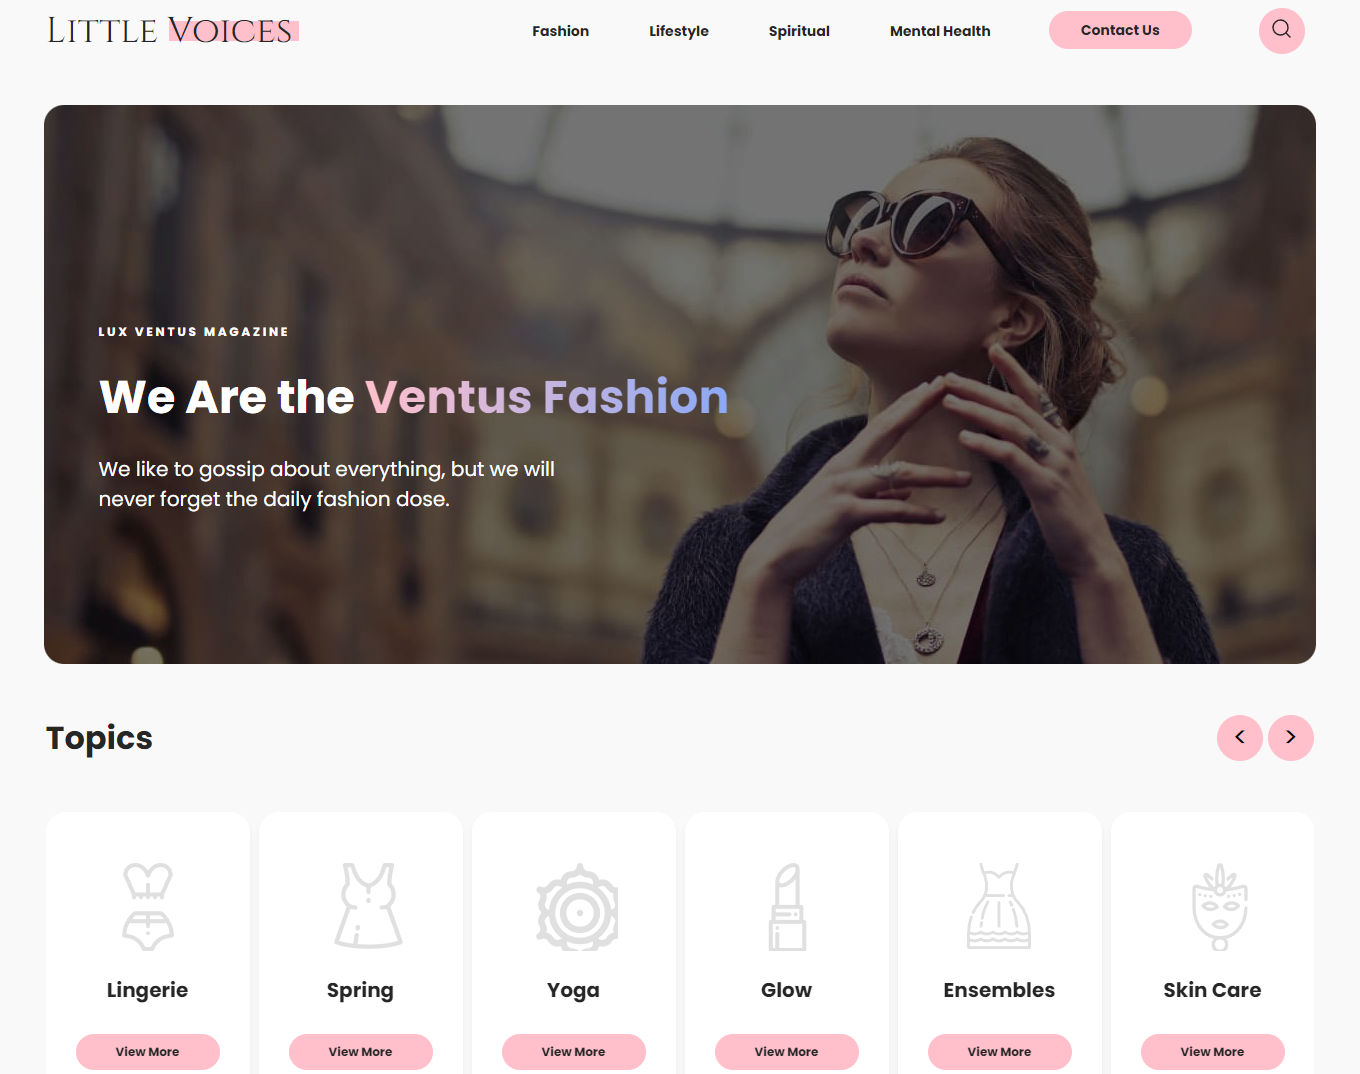 LITTLE VOICES
Fashion
Lifestyle
Spiritual
Mental Health
Contact Us
LUX VENTUS MAGAZINE
We Are the Ventus Fashion
We like to gossip about everything, but we will
never forget the daily fashion dose.
Topics
< >
Lingerie
Spring
Yoga
Glow
Ensembles
Skin Care
View More
View More
View More
View More
View More
View More